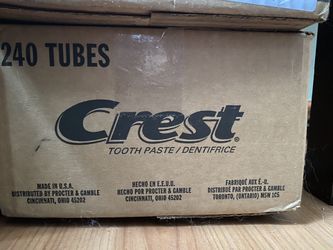 240 TUBES
Crest®
TOOTH PASTE / DENTIFRICE
MADE IN U.S.A.
DISTRIBUTED BY PROCTER & GAMBLE
CINCINNATI, OHIO 45202
HECHO EN E.E.U.U.
HECHO POR PROCTER & GAMBLE
CINCINNATI, OHIO 45202
FABRIQUÉ AUX É.-U.
DISTRIBUÉ PAR PROCTER & GAMBLE
TORONTO, (ONTARIO) M5W 1C5